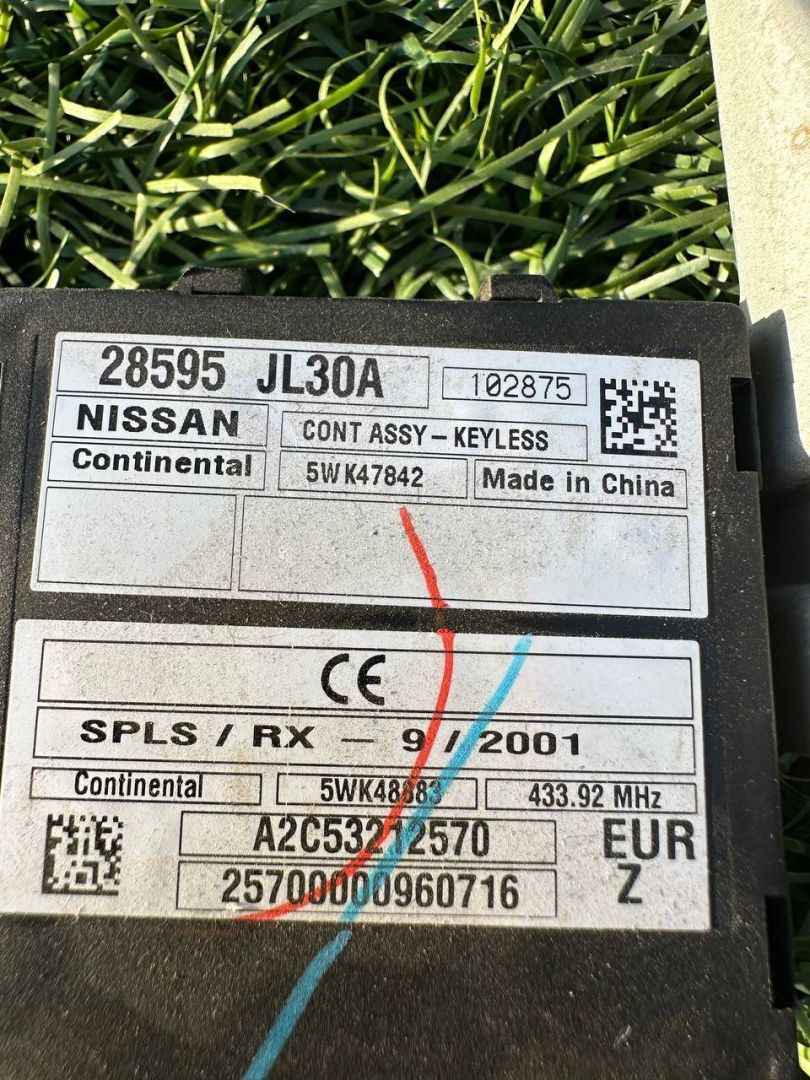 28595 JL30A 102875
NISSAN CONT ASSY – KEYLESS
Continental 5WK47842 Made in China
CE
SPLS / RX – 9 / 2001
Continental 433.92 MHz
A2C53212570 EUR
25700000960716 Z